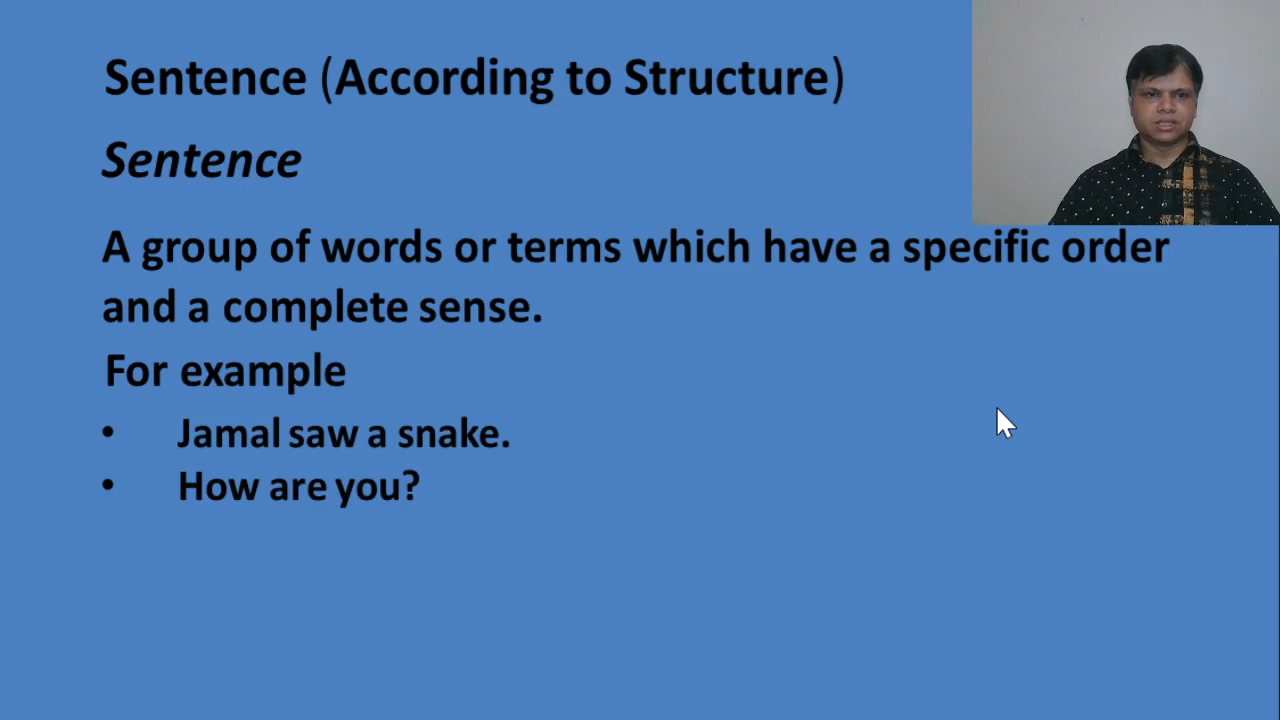 Sentence (According to Structure)
Sentence
A group of words or terms which have a specific order
and a complete sense.
For example
• Jamal saw a snake.
• How are you?